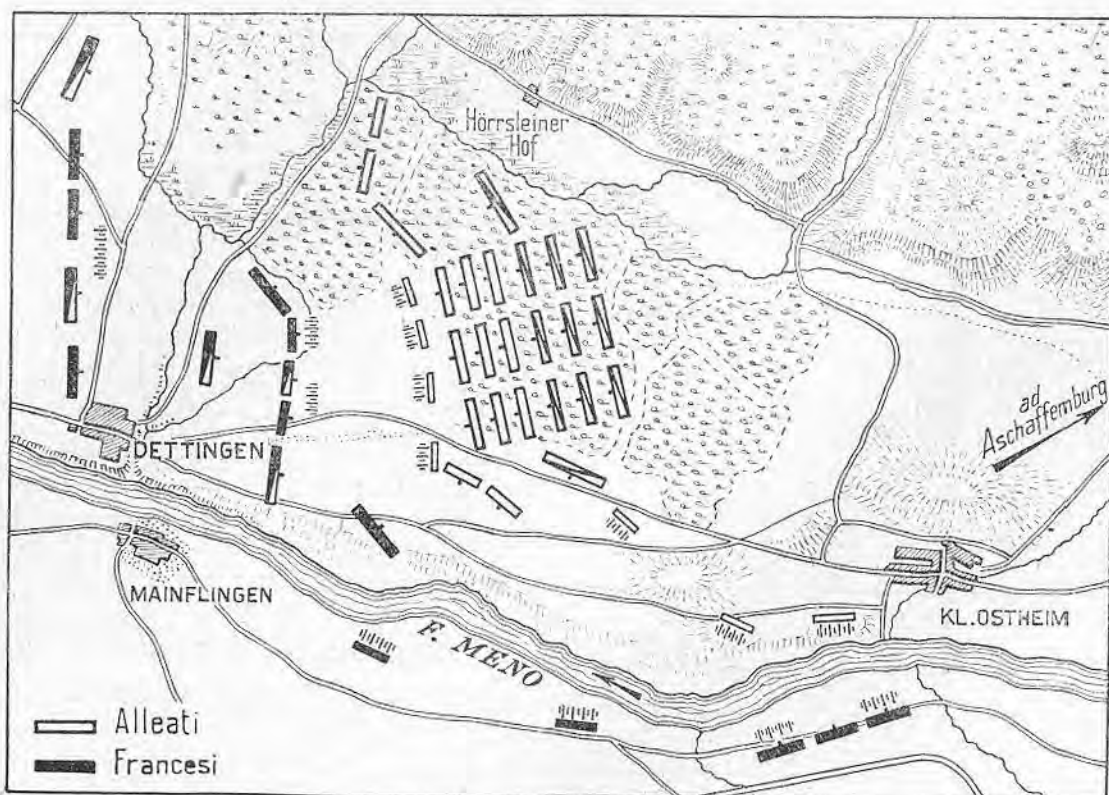 Hörrsleiner
Hof
ad
Aschaffemburg
DETTINGEN
MAINFLINGEN
KL.OSTHEIM
F. MENO
Alleati
Francesi